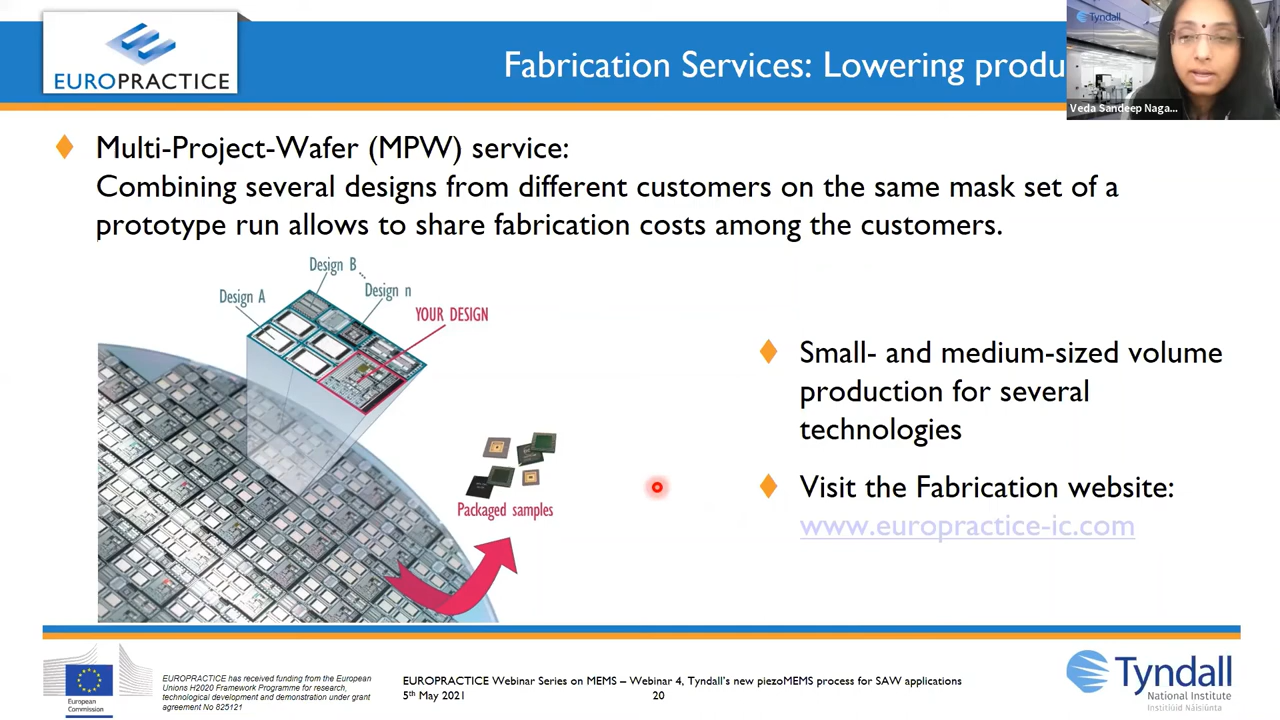 EUROPRACTICE
Fabrication Services: Lowering produ
Tyndall
Veda Sandeep Naga...
Multi-Project-Wafer (MPW) service:
Combining several designs from different customers on the same mask set of a
prototype run allows to share fabrication costs among the customers.
Design B
Design A
Design n
YOUR DESIGN
Packaged samples
Small- and medium-sized volume
production for several
technologies
Visit the Fabrication website:
www.europractice-ic.com
European
Commission
EUROPRACTICE has received funding from the European
Unions H2020 Framework Programme for research,
technological development and demonstration under grant
agreement No 825121
EUROPRACTICE Webinar Series on MEMS – Webinar 4, Tyndall's new piezoMEMS process for SAW applications
5th May 2021
20
Tyndall
National Institute
Institiúid Náisiúnta